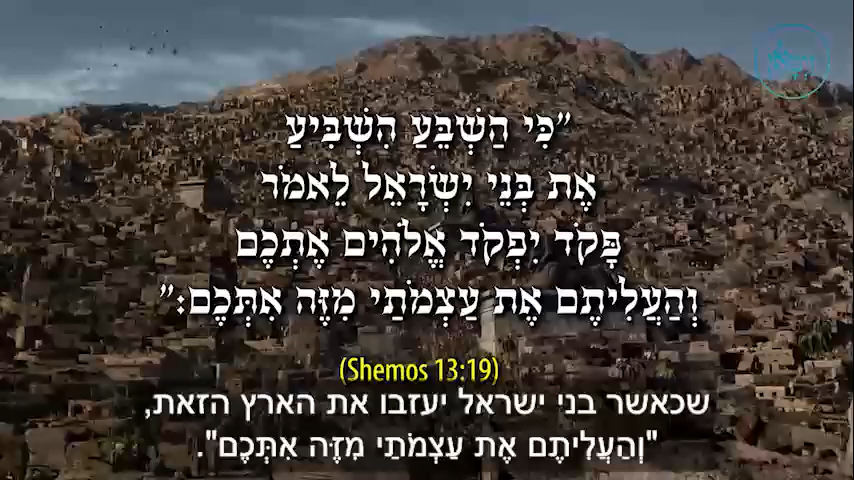 "כִּי הַשְׁבֵּעַ הִשְׁבִּיעַ
אֶת בְּנֵי יִשְׂרָאֵל לֵאמֹר
פָּקֹד יִפְקֹד אֱלֹהִים אֶתְכֶם
וְהַעֲלִיתֶם אֶת עַצְמֹתַי מִזֶּה אִתְּכֶם:"
(Shemos 13:19)
שכאשר בני ישראל יעזבו את הארץ הזאת,
"וְהַעֲלִיתֶם אֶת עַצְמֹתַי מִזֶּה אִתְּכֶם".